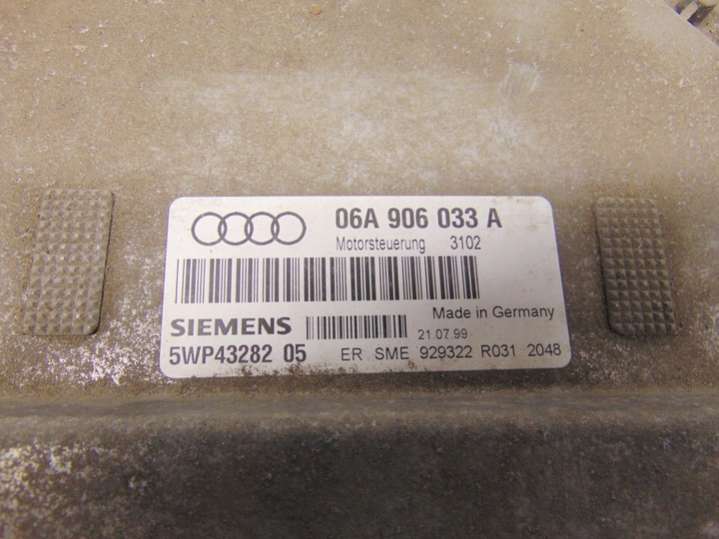 06A 906 033 A
Motorsteuerung 3102
Made in Germany
SIEMENS 21.07.99
5WP43282 05 ER SME 929322 R031 2048